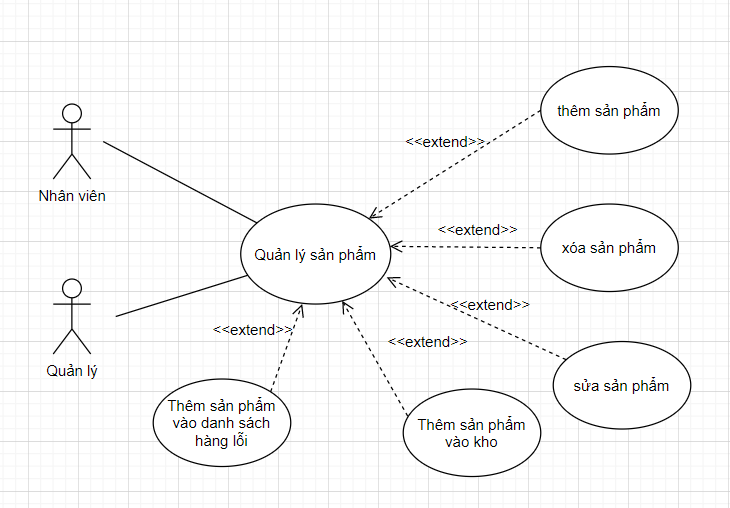 thêm sản phẩm
<<extend>>
Nhân viên
<<extend>>
Quản lý sản phẩm
xóa sản phẩm
<<extend>>
<<extend>>
<<extend>>
Quản lý
sửa sản phẩm
Thêm sản phẩm
vào danh sách
hàng lỗi
Thêm sản phẩm
vào kho